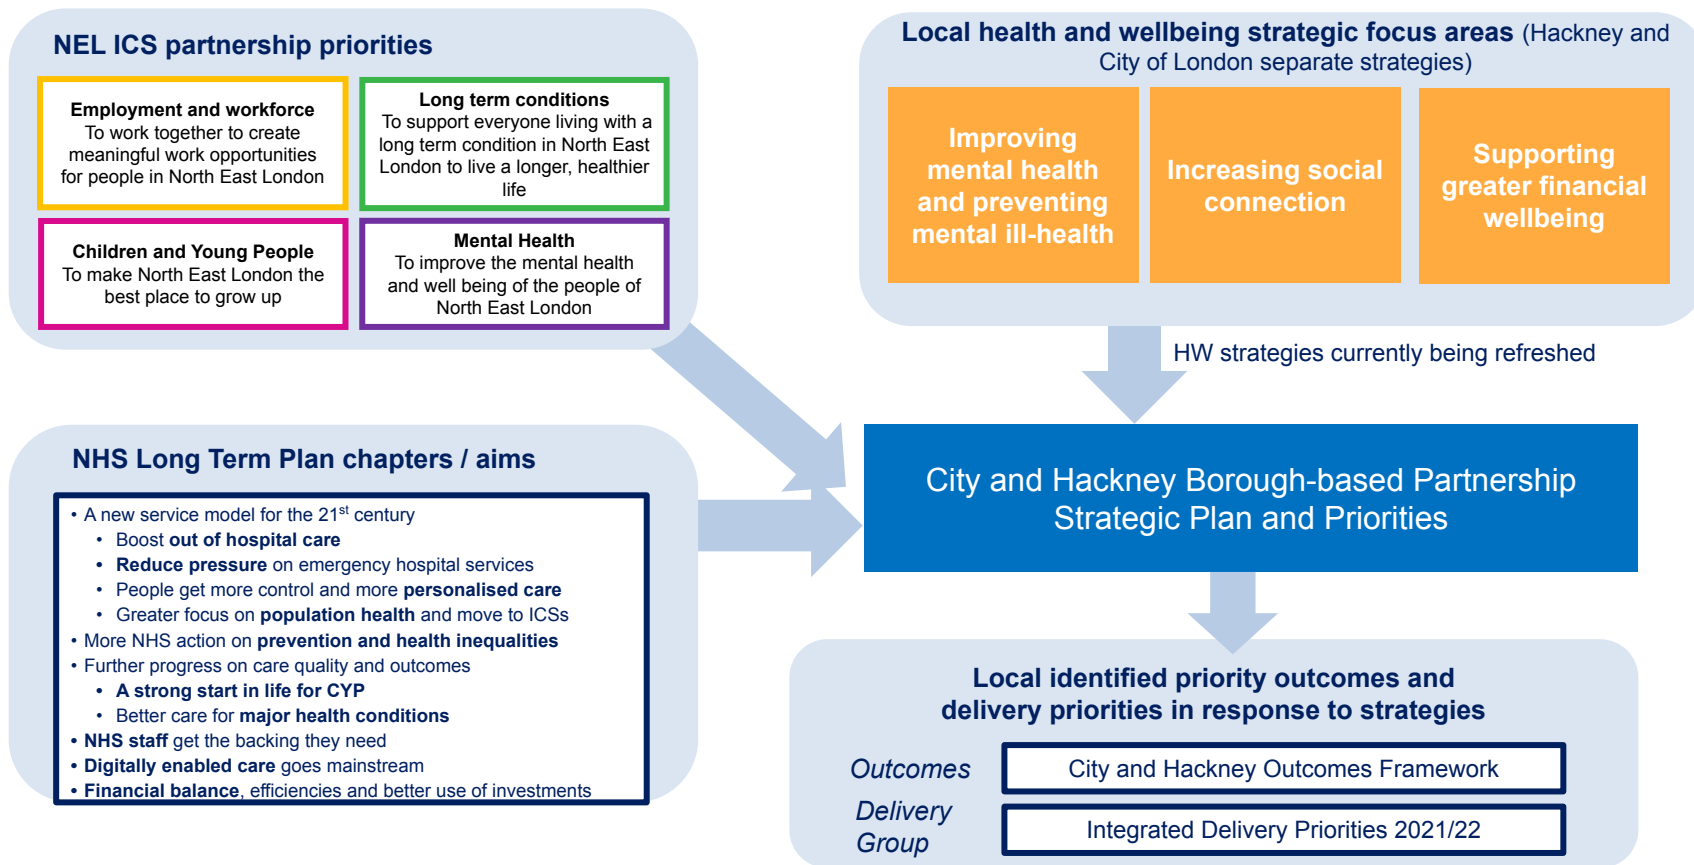 NEL ICS partnership priorities
Employment and workforce
To work together to create
meaningful work opportunities
for people in North East London
Long term conditions
To support everyone living with a
long term condition in North East
London to live a longer, healthier
life
Children and Young People
To make North East London the
best place to grow up
Mental Health
To improve the mental health
and well being of the people of
North East London
Local health and wellbeing strategic focus areas (Hackney and
City of London separate strategies)
Improving
mental health
and preventing
mental ill-health
Increasing social
connection
Supporting
greater financial
wellbeing
HW strategies currently being refreshed
NHS Long Term Plan chapters / aims
• A new service model for the 21st century
• Boost out of hospital care
• Reduce pressure on emergency hospital services
• People get more control and more personalised care
• Greater focus on population health and move to ICSs
• More NHS action on prevention and health inequalities
• Further progress on care quality and outcomes
• A strong start in life for CYP
• Better care for major health conditions
• NHS staff get the backing they need
• Digitally enabled care goes mainstream
• Financial balance, efficiencies and better use of investments
City and Hackney Borough-based Partnership
Strategic Plan and Priorities
Local identified priority outcomes and
delivery priorities in response to strategies
Outcomes
City and Hackney Outcomes Framework
Delivery
Group
Integrated Delivery Priorities 2021/22